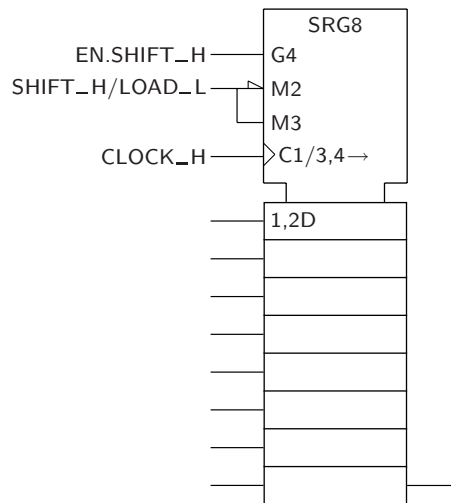 SRG8
EN.SHIFT_H G4
SHIFT_H/LOAD_L M2
M3
CLOCK_H C1/3,4→
1,2D